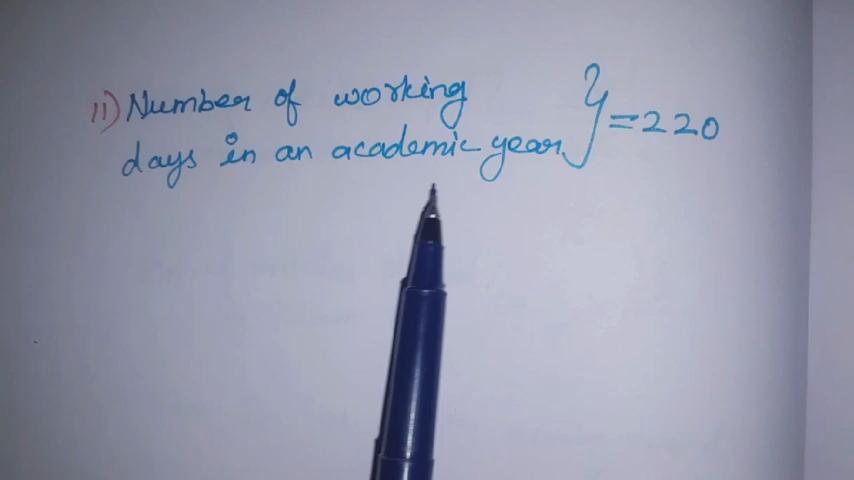 11) Number of working
days in an academic year } = 220